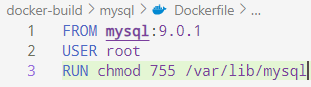 docker-build > mysql > Dockerfile > ...
1 FROM mysql:9.0.1
2 USER root
3 RUN chmod 755 /var/lib/mysql